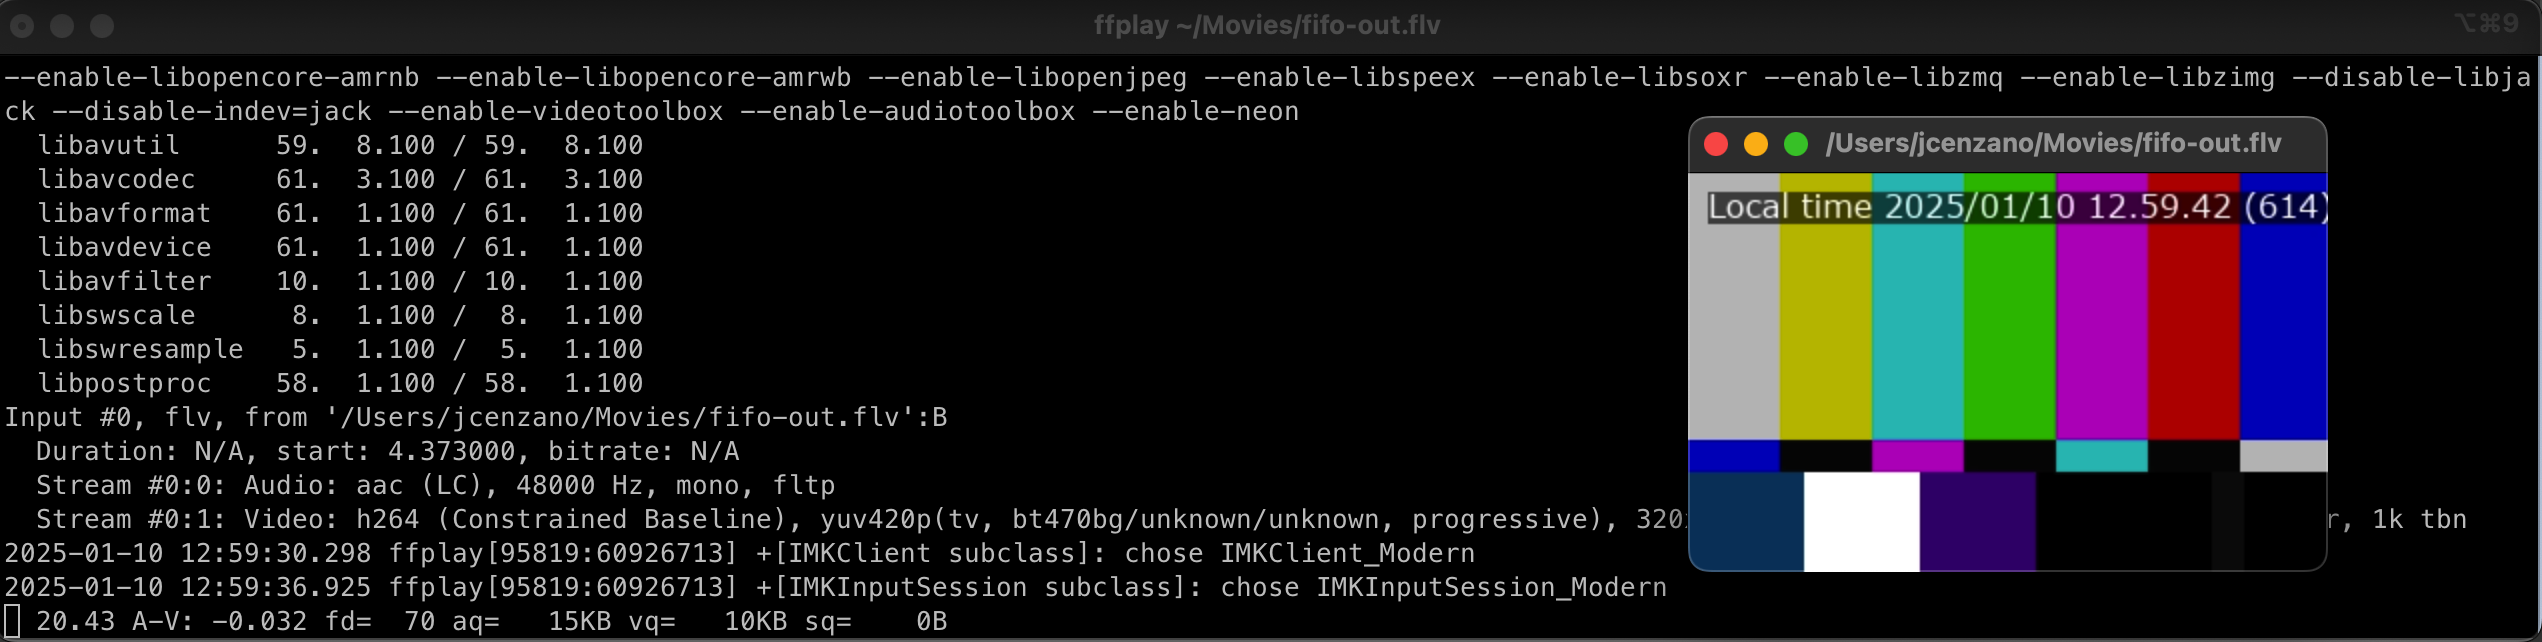 ffplay ~/Movies/fifo-out.flv
⌥⌘9
--enable-libopencore-amrnb --enable-libopencore-amrwb --enable-libopenjpeg --enable-libspeex --enable-libsoxr --enable-libzmq --enable-libzimg --disable-libja
ck --disable-indev=jack --enable-videotoolbox --enable-audiotoolbox --enable-neon
libavutil      59.  8.100 / 59.  8.100
libavcodec     61.  3.100 / 61.  3.100
libavformat    61.  1.100 / 61.  1.100
libavdevice    61.  1.100 / 61.  1.100
libavfilter    10.  1.100 / 10.  1.100
libswscale      8.  1.100 /  8.  1.100
libswresample   5.  1.100 /  5.  1.100
libpostproc    58.  1.100 / 58.  1.100
Input #0, flv, from '/Users/jcenzano/Movies/fifo-out.flv':B
Duration: N/A, start: 4.373000, bitrate: N/A
Stream #0:0: Audio: aac (LC), 48000 Hz, mono, fltp
Stream #0:1: Video: h264 (Constrained Baseline), yuv420p(tv, bt470bg/unknown/unknown, progressive), 320 r, 1k tbn
2025-01-10 12:59:30.298 ffplay[95819:60926713] +[IMKClient subclass]: chose IMKClient_Modern
2025-01-10 12:59:36.925 ffplay[95819:60926713] +[IMKInputSession subclass]: chose IMKInputSession_Modern
20.43 A-V: -0.032 fd=  70 aq=   15KB vq=   10KB sq=    0B
/Users/jcenzano/Movies/fifo-out.flv
Local time 2025/01/10 12.59.42 (614)